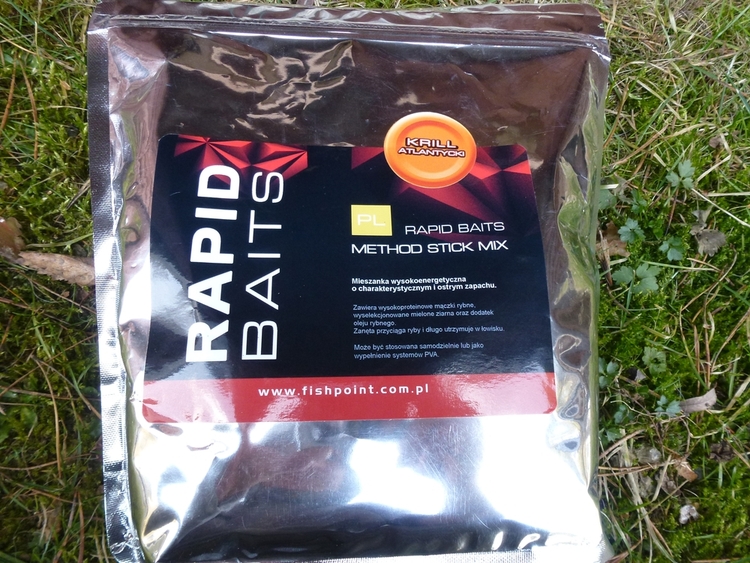 KRILL
ATLANTYCKI
RAPID
BAITS
PL RAPID BAITS
METHOD STICK MIX
Mieszanka wysokoenergetyczna
o charakterystycznym i ostrym zapachu.
Zawiera wysokoproteinowe mączki rybne,
wyselekcjonowane mielone ziarna oraz dodatek
oleju rybnego.
Zanęta przyciąga ryby i długo utrzymuje w łowisku.
Może być stosowana samodzielnie lub jako
wypełnienie systemów PVA.
www.fishpoint.com.pl